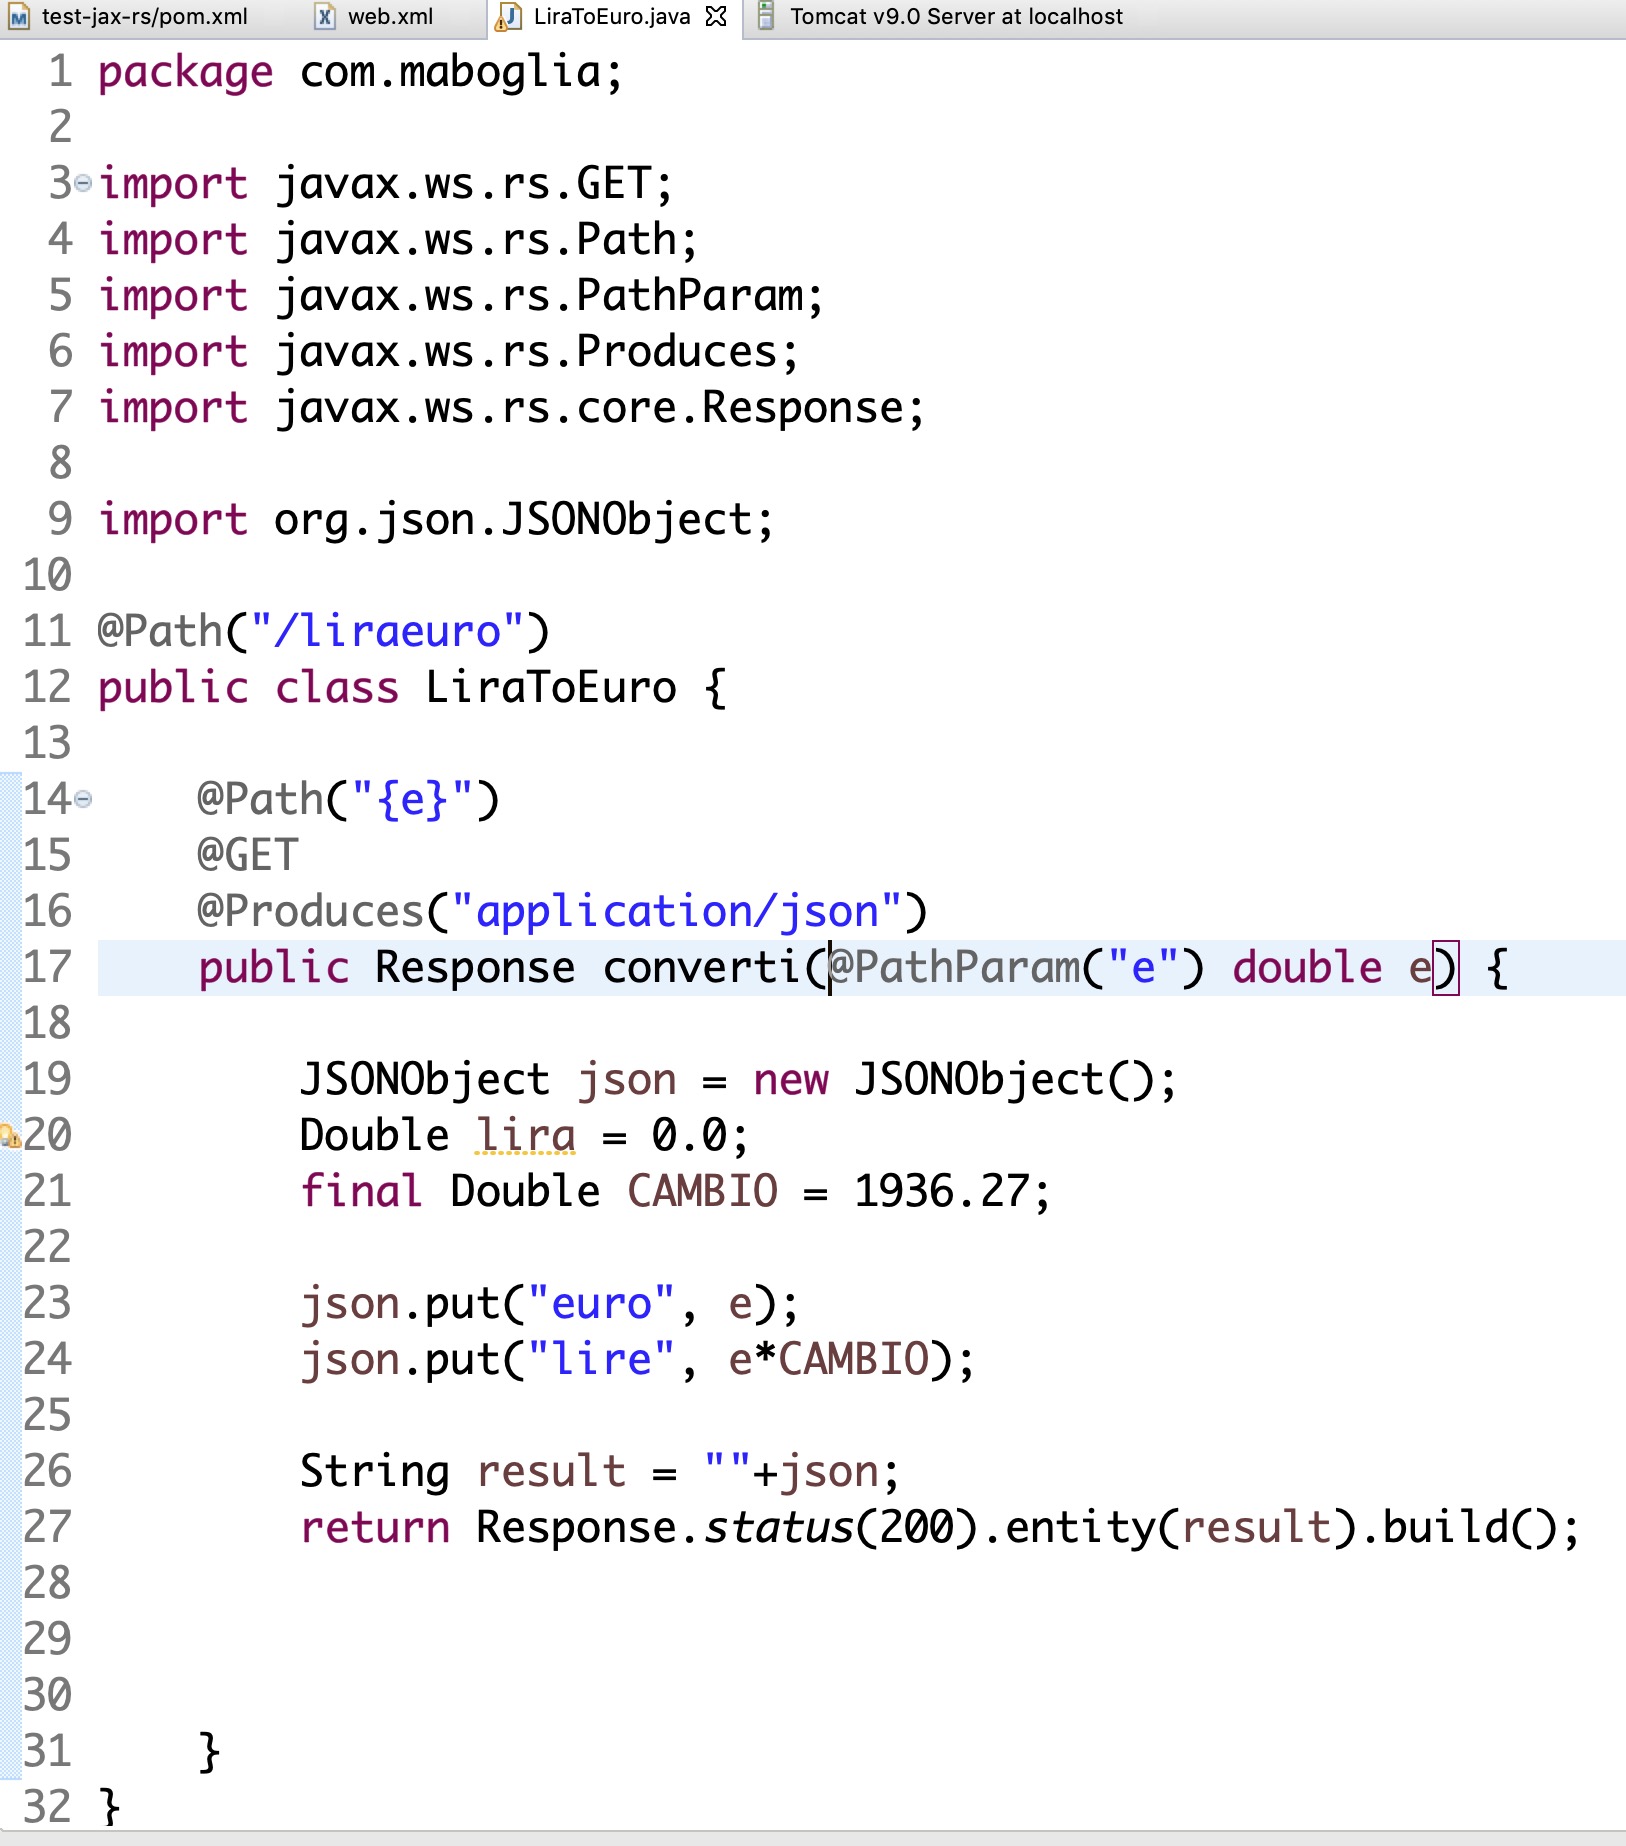 test-jax-rs/pom.xml web.xml LiraToEuro.java Tomcat v9.0 Server at localhost
1 package com.maboglia;
2
3 import javax.ws.rs.GET;
4 import javax.ws.rs.Path;
5 import javax.ws.rs.PathParam;
6 import javax.ws.rs.Produces;
7 import javax.ws.rs.core.Response;
8
9 import org.json.JSONObject;
10
11 @Path("/liraeuro")
12 public class LiraToEuro {
13
14     @Path("{e}")
15     @GET
16     @Produces("application/json")
17     public Response converti(@PathParam("e") double e) {
18
19         JSONObject json = new JSONObject();
20         Double lira = 0.0;
21         final Double CAMBIO = 1936.27;
22
23         json.put("euro", e);
24         json.put("lire", e*CAMBIO);
25
26         String result = ""+json;
27         return Response.status(200).entity(result).build();
28
29
30
31     }
32 }